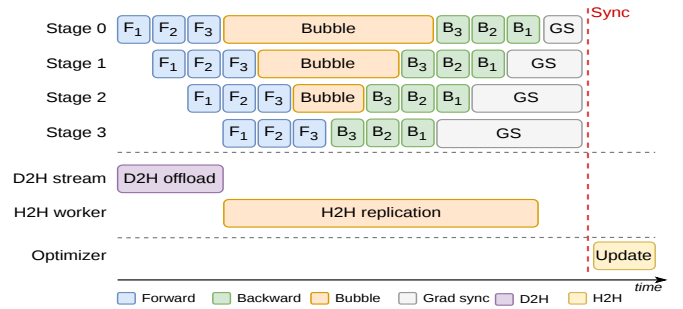 Sync
Stage 0 F1 F2 F3 Bubble B3 B2 B1 GS
Stage 1 F1 F2 F3 Bubble B3 B2 B1 GS
Stage 2 F1 F2 F3 Bubble B3 B2 B1 GS
Stage 3 F1 F2 F3 B3 B2 B1 GS
D2H stream D2H offload
H2H worker H2H replication
Optimizer Update
time
Forward Backward Bubble Grad sync D2H H2H